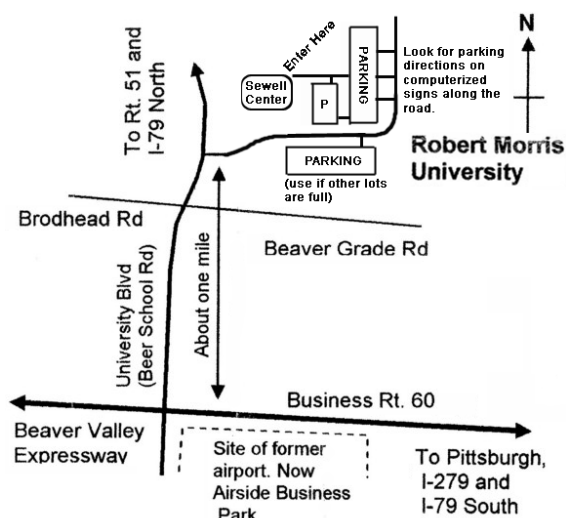 N
Enter Here
PARKING
Look for parking
directions on
computerized
signs along the
road.
Sewell
Center
P
To Rt. 51 and
I-79 North
Robert Morris
University
PARKING
(use if other lots
are full)
Brodhead Rd
Beaver Grade Rd
University Blvd
(Beer School Rd)
About one mile
Business Rt. 60
Beaver Valley
Expressway
Site of former
airport. Now
Airside Business
Park
To Pittsburgh,
I-279 and
I-79 South